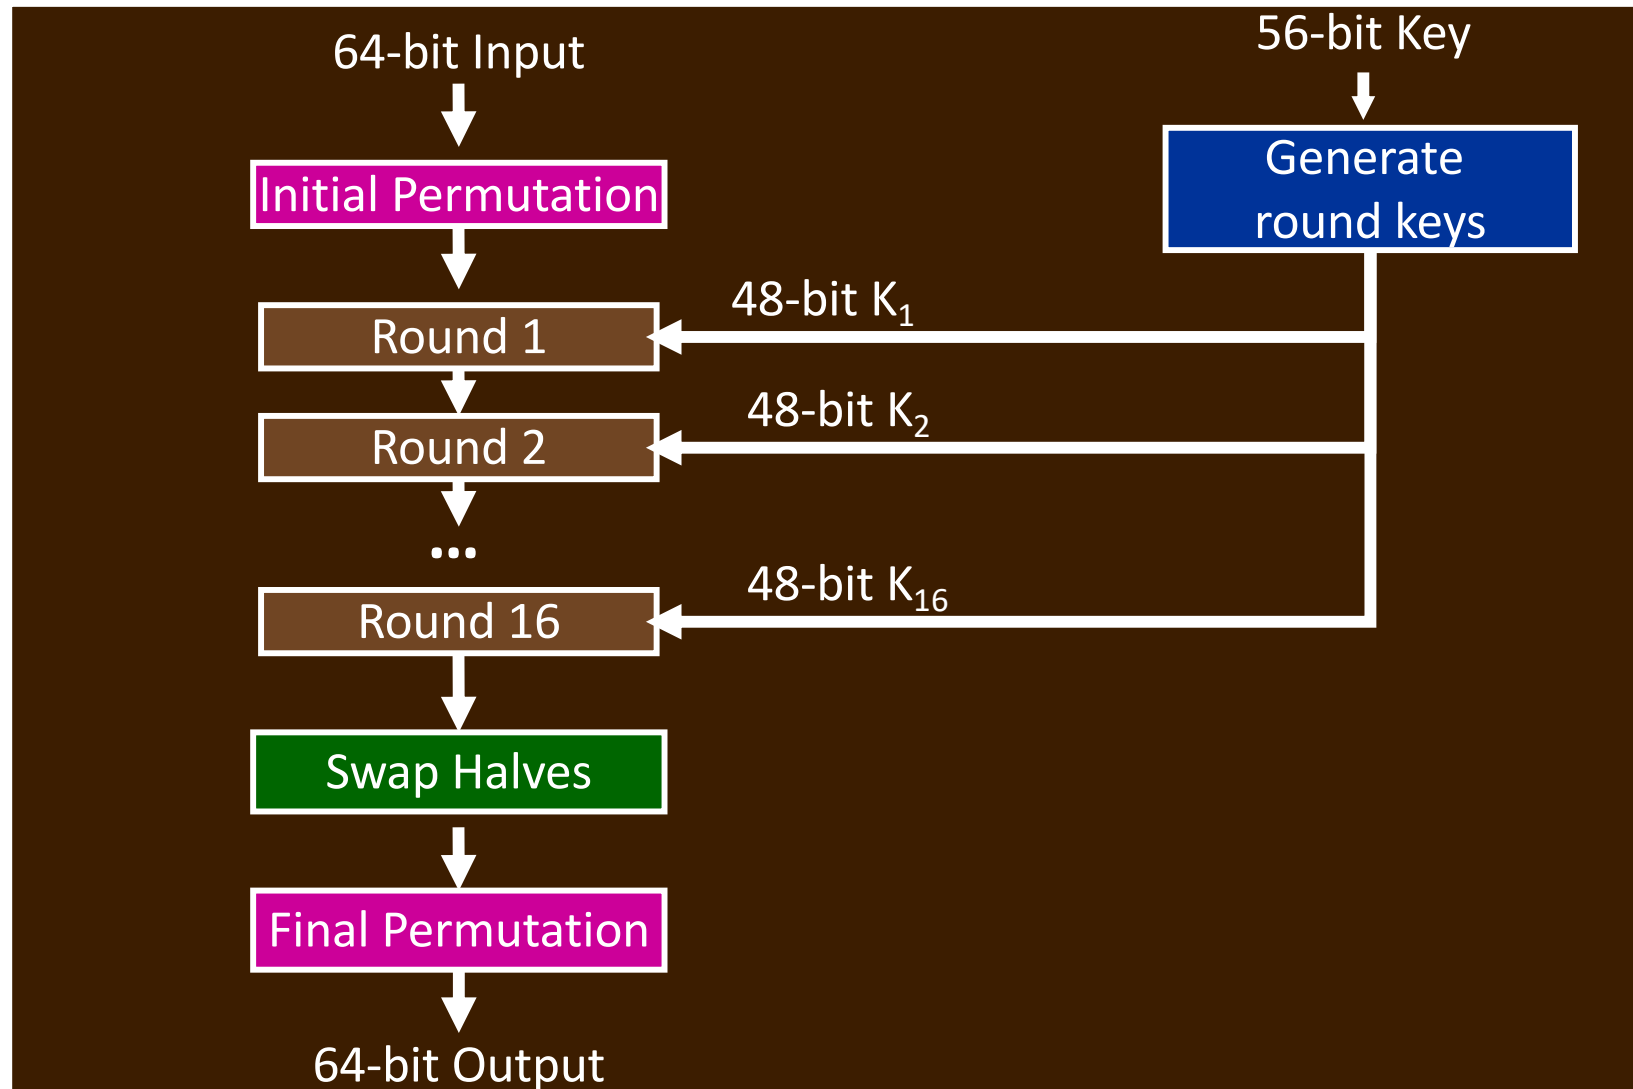 64-bit Input
56-bit Key
Initial Permutation
Generate
round keys
48-bit K₁
Round 1
48-bit K₂
Round 2
...
48-bit K₁₆
Round 16
Swap Halves
Final Permutation
64-bit Output